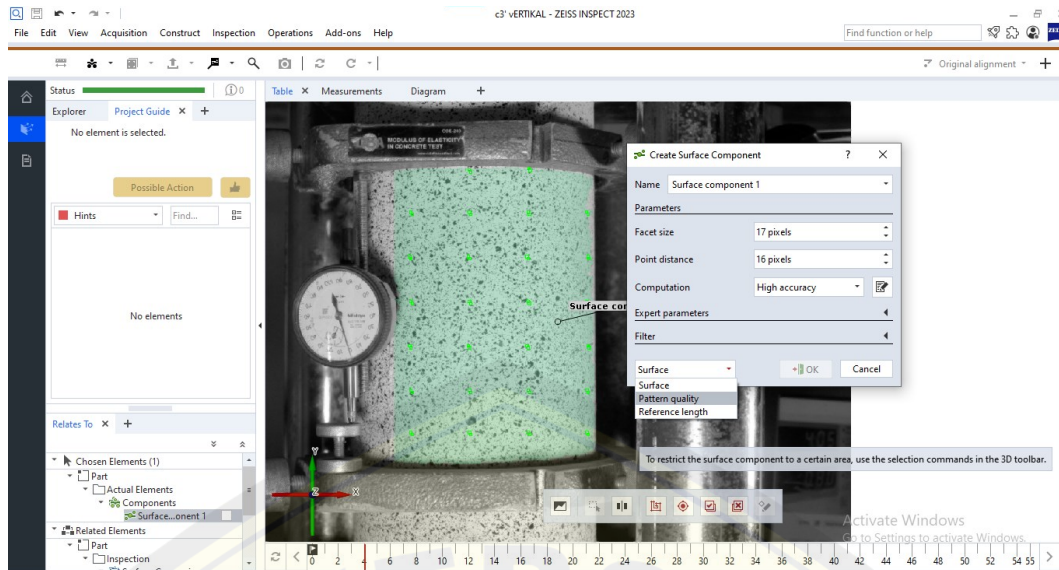 c3' vERTIKAL - ZEISS INSPECT 2023
File Edit View Acquisition Construct Inspection Operations Add-ons Help
Find function or help
Original alignment
Status
0
Table Measurements Diagram
Explorer Project Guide
No element is selected.
Possible Action
Hints Find...
No elements
MODULUS OF ELASTICITY
IN CONCRETE TEST
Surface cor
Create Surface Component ?
Name Surface component 1
Parameters
Facet size 17 pixels
Point distance 16 pixels
Computation High accuracy
Expert parameters
Filter
Surface OK Cancel
Surface
Pattern quality
Reference length
To restrict the surface component to a certain area, use the selection commands in the 3D toolbar.
Relates To
Chosen Elements (1)
Part
Actual Elements
Components
Surface...onent 1
Related Elements
Part
Inspection
Y
Z X
Activate Windows
Go to Settings to activate Windows.
0 2 4 6 8 10 12 14 16 18 20 22 24 26 28 30 32 34 36 38 40 42 44 46 48 50 52 54 55